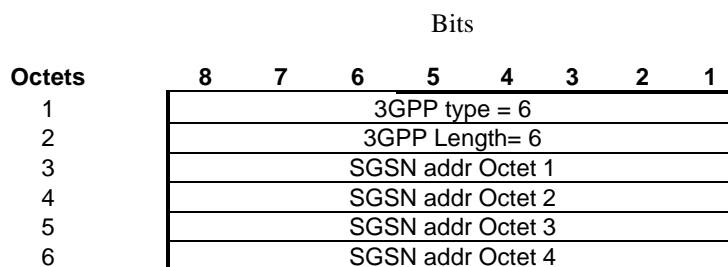 Bits
Octets 8 7 6 5 4 3 2 1
1 3GPP type = 6
2 3GPP Length= 6
3 SGSN addr Octet 1
4 SGSN addr Octet 2
5 SGSN addr Octet 3
6 SGSN addr Octet 4